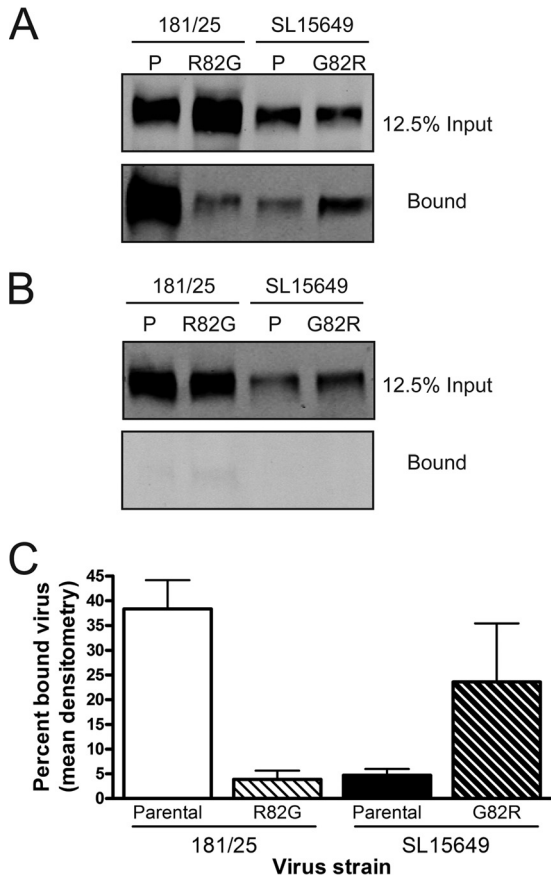 A
181/25 SL15649
P R82G P G82R
12.5% Input
Bound
B
181/25 SL15649
P R82G P G82R
12.5% Input
Bound
C
Percent bound virus
(mean densitometry)
45
40
35
30
25
20
15
10
5
0
Parental R82G Parental G82R
181/25 SL15649
Virus strain